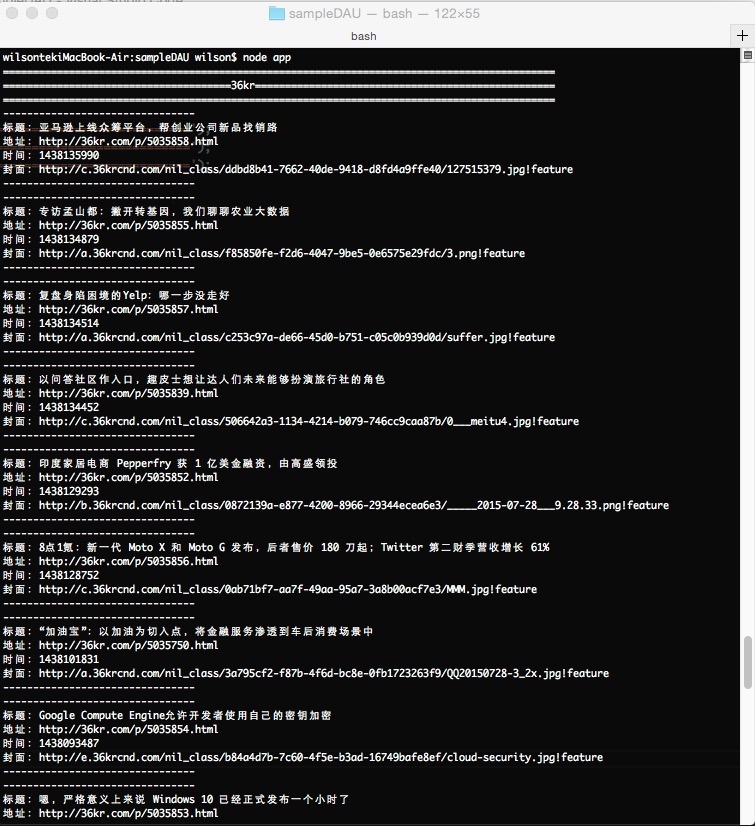 sampleDAU — bash — 122×55
bash
wilsontekiMacBook-Air:sampleDAU wilson$ node app
============================================================================================
======================================36kr==================================================
============================================================================================
--------------------------------
标题: 亚马逊上线众筹平台，帮创业公司新品找销路
地址: http://36kr.com/p/5035858.html
时间: 1438135990
封面: http://c.36krcnd.com/nil_class/ddbd8b41-7662-40de-9418-d8fd4a9ffe40/127515379.jpg!feature
--------------------------------
--------------------------------
标题: 专访孟山都：撇开转基因，我们聊聊农业大数据
地址: http://36kr.com/p/5035855.html
时间: 1438134879
封面: http://a.36krcnd.com/nil_class/f85850fe-f2d6-4047-9be5-0e6575e29fdc/3.png!feature
--------------------------------
--------------------------------
标题: 复盘身陷困境的Yelp：哪一步没走好
地址: http://36kr.com/p/5035857.html
时间: 1438134514
封面: http://a.36krcnd.com/nil_class/c253c97a-de66-45d0-b751-c05c0b939d0d/suffer.jpg!feature
--------------------------------
--------------------------------
标题: 以问答社区作入口，趣皮士想让达人们未来能够扮演旅行社的角色
地址: http://36kr.com/p/5035839.html
时间: 1438134452
封面: http://c.36krcnd.com/nil_class/506642a3-1134-4214-b079-746cc9caa87b/0___meitu4.jpg!feature
--------------------------------
--------------------------------
标题: 印度家居电商 Pepperfry 获 1 亿美金融资，由高盛领投
地址: http://36kr.com/p/5035852.html
时间: 1438129293
封面: http://b.36krcnd.com/nil_class/0872139a-e877-4200-8966-29344ecea6e3/_____2015-07-28___9.28.33.png!feature
--------------------------------
--------------------------------
标题: 8点1氪：新一代 Moto X 和 Moto G 发布，后者售价 180 刀起；Twitter 第二财季营收增长 61%
地址: http://36kr.com/p/5035856.html
时间: 1438128752
封面: http://c.36krcnd.com/nil_class/0ab71bf7-aa7f-49aa-95a7-3a8b00acf7e3/MMM.jpg!feature
--------------------------------
--------------------------------
标题: “加油宝”：以加油为切入点，将金融服务渗透到车后消费场景中
地址: http://36kr.com/p/5035750.html
时间: 1438101831
封面: http://a.36krcnd.com/nil_class/3a795cf2-f87b-4f6d-bc8e-0fb1723263f9/QQ20150728-3_2x.jpg!feature
--------------------------------
--------------------------------
标题: Google Compute Engine允许开发者使用自己的密钥加密
地址: http://36kr.com/p/5035854.html
时间: 1438093487
封面: http://e.36krcnd.com/nil_class/b84a4d7b-7c60-4f5e-b3ad-16749bafe8ef/cloud-security.jpg!feature
--------------------------------
--------------------------------
标题: 嗯，严格意义上来说 Windows 10 已经正式发布一个小时了
地址: http://36kr.com/p/5035853.html